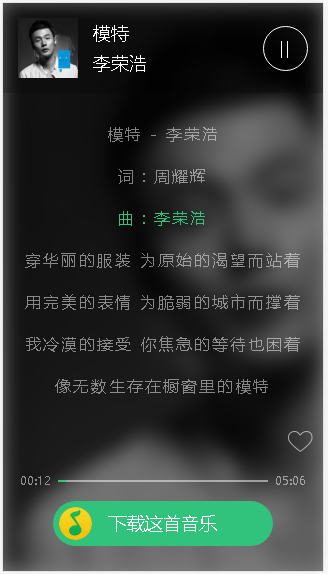 模特
李荣浩
模特 - 李荣浩
词：周耀辉
曲：李荣浩
穿华丽的服装 为原始的渴望而站着
用完美的表情 为脆弱的城市而撑着
我冷漠的接受 你焦急的等待也困着
像无数生存在橱窗里的模特
00:12 05:06
下载这首音乐